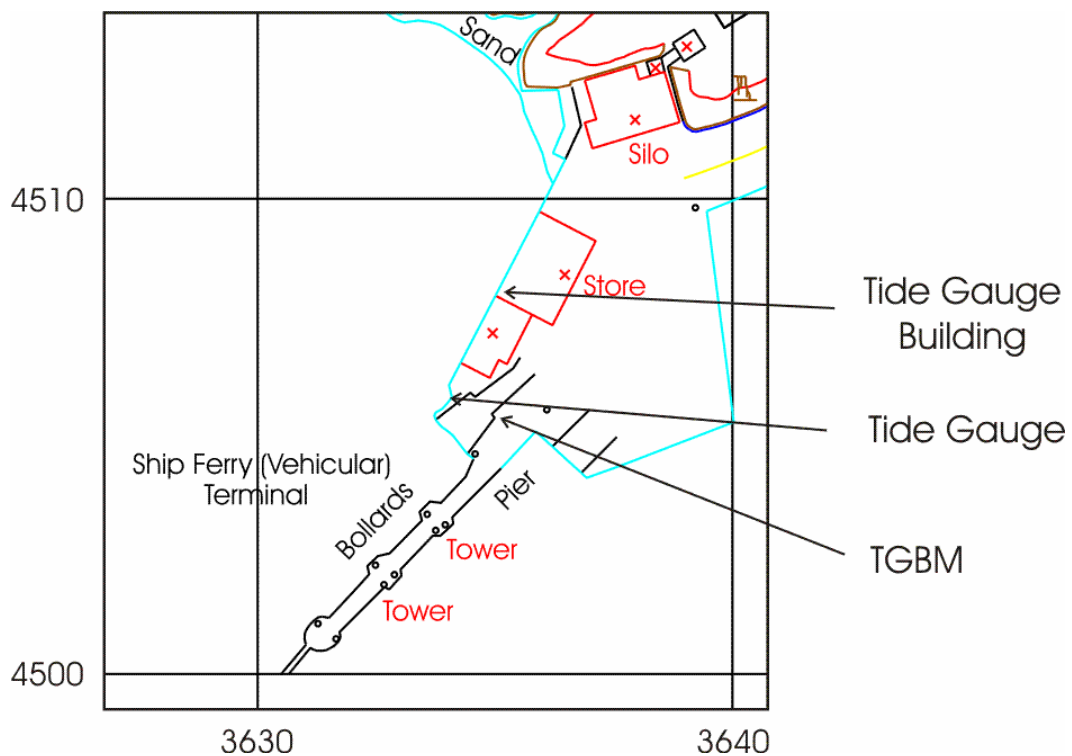 Sand
Silo
4510
Store
Tide Gauge
Building
Tide Gauge
Ship Ferry (Vehicular)
Terminal
Bollards
Pier
Tower
TGBM
Tower
4500
3630
3640